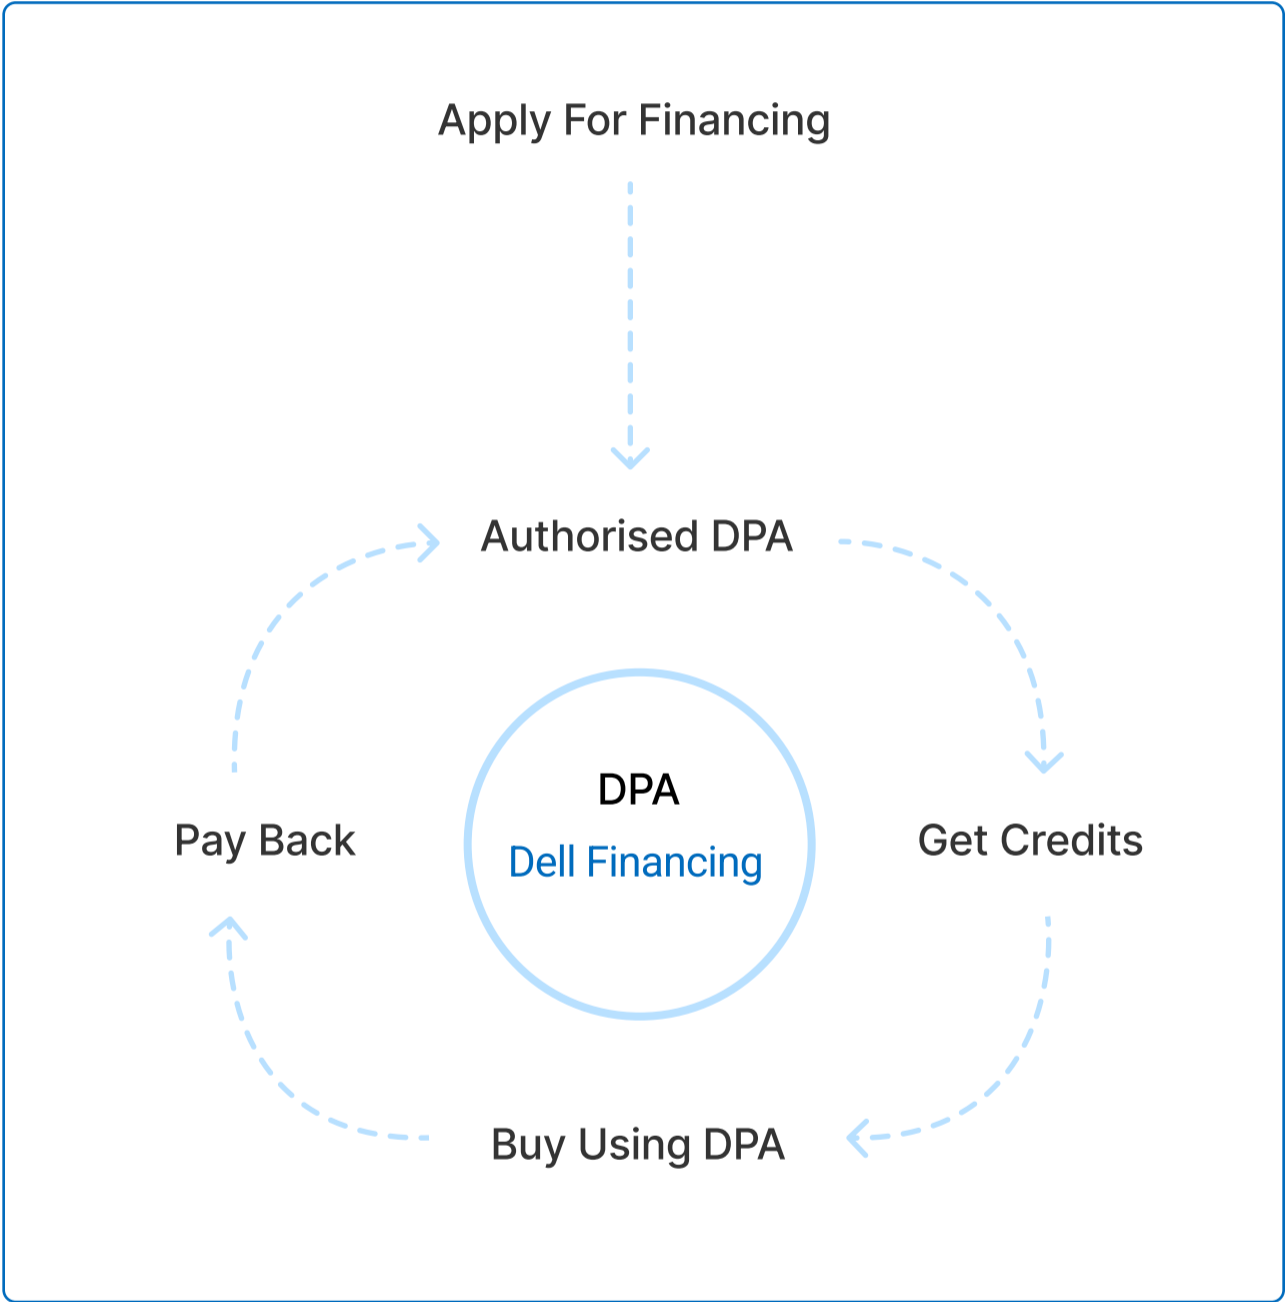 Apply For Financing
Authorised DPA
DPA
Dell Financing
Pay Back
Get Credits
Buy Using DPA